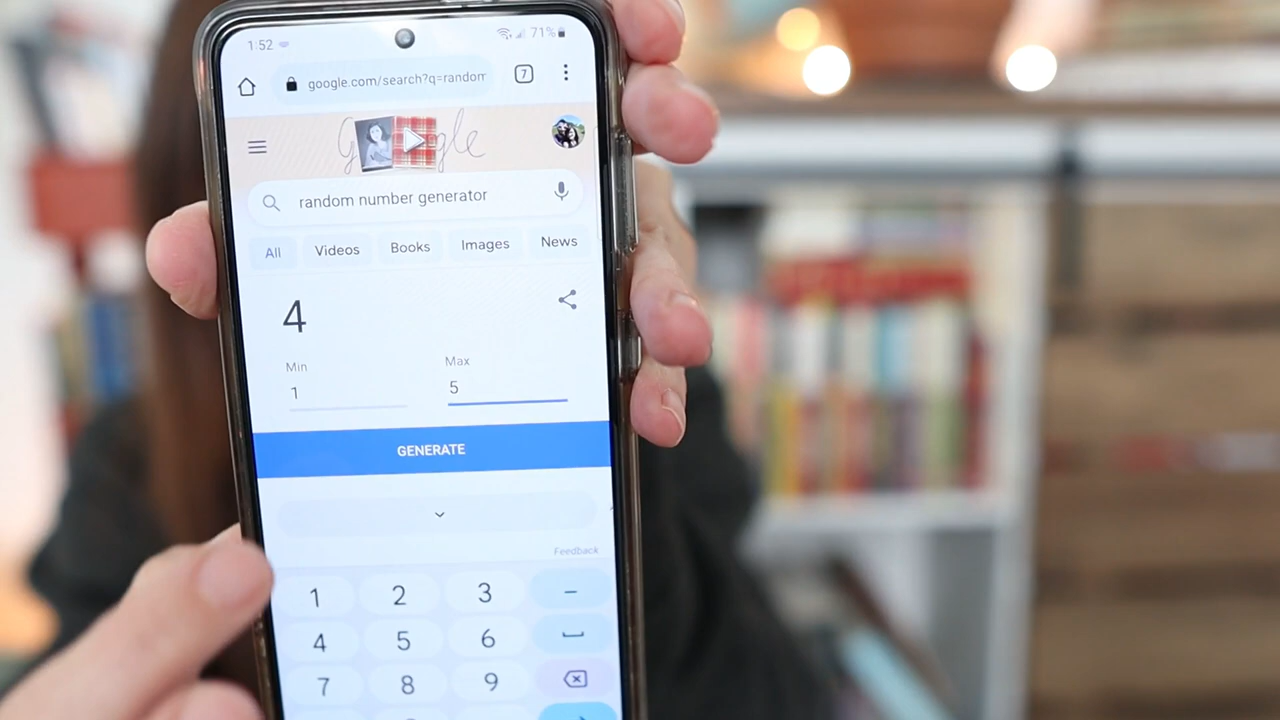 1:52 71%
google.com/search?q=random 7
Google
random number generator
All Videos Books Images News
4
Min Max
1 5
GENERATE
Feedback
1 2 3 –
4 5 6
7 8 9